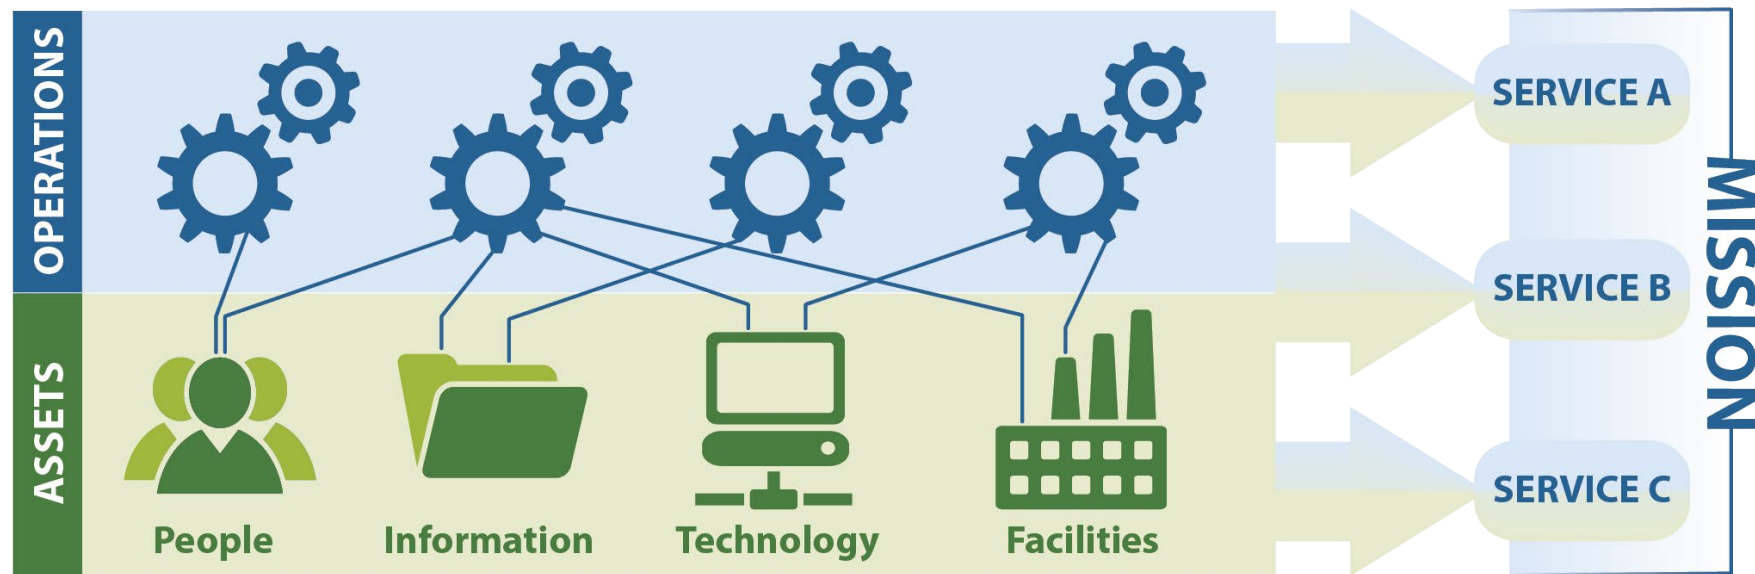 OPERATIONS
ASSETS
People
Information
Technology
Facilities
SERVICE A
SERVICE B
SERVICE C
MISSION